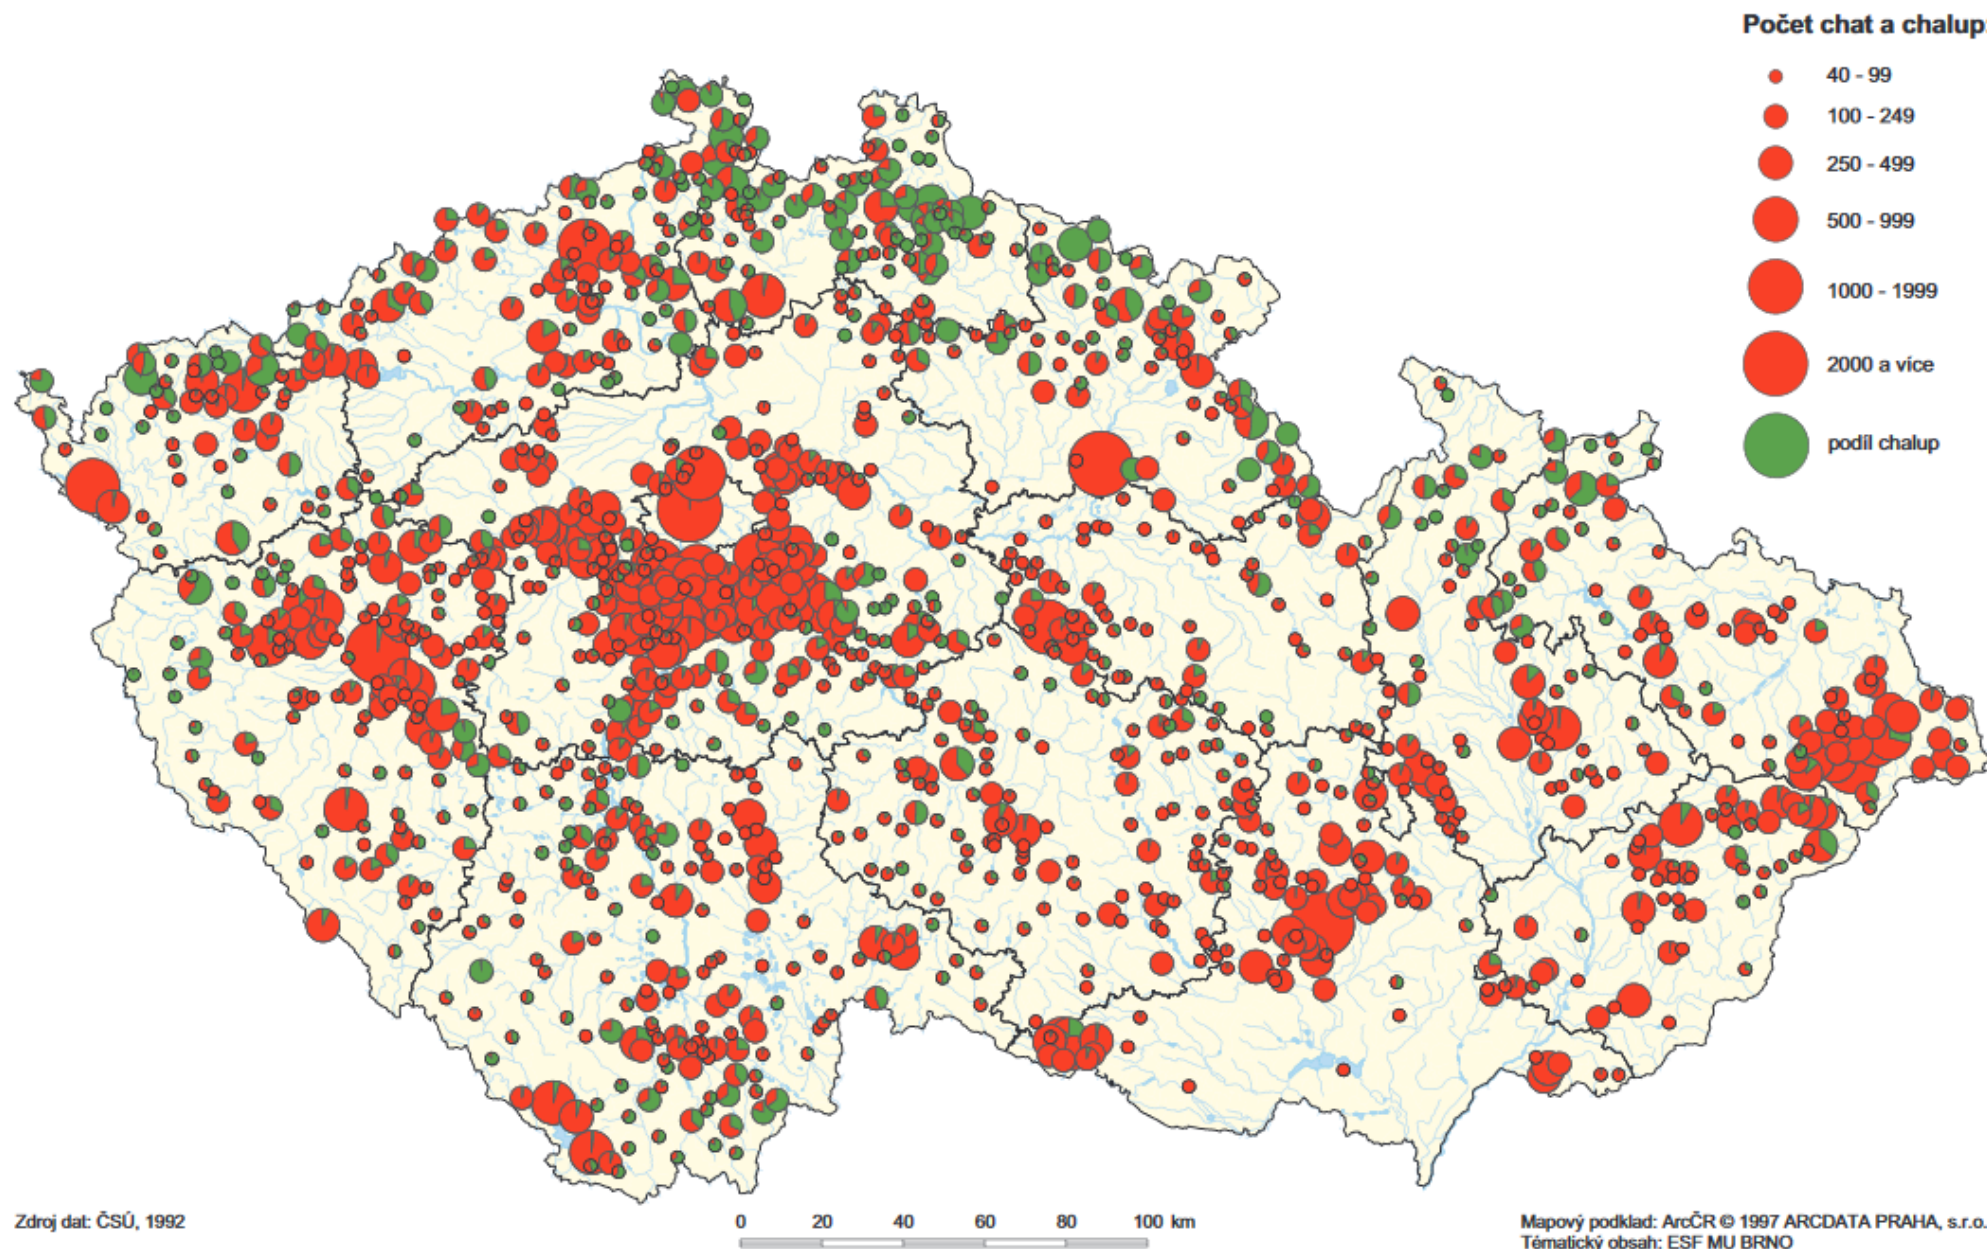 Počet chat a chalup:
40 - 99
100 - 249
250 - 499
500 - 999
1000 - 1999
2000 a více
podíl chalup
Zdroj dat: ČSÚ, 1992
0 20 40 60 80 100 km
Mapový podklad: ArcČR © 1997 ARCDATA PRAHA, s.r.o.
Tématický obsah: ESF MU BRNO